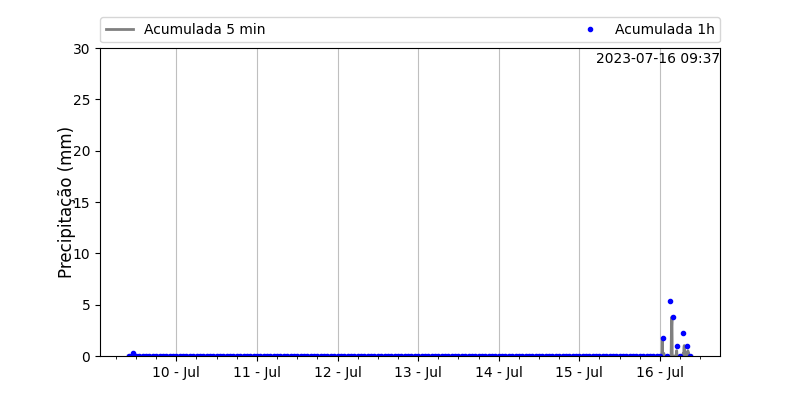 Acumulada 5 min
Acumulada 1h
2023-07-16 09:37
Precipitação (mm)
30
25
20
15
10
5
0
10 - Jul
11 - Jul
12 - Jul
13 - Jul
14 - Jul
15 - Jul
16 - Jul